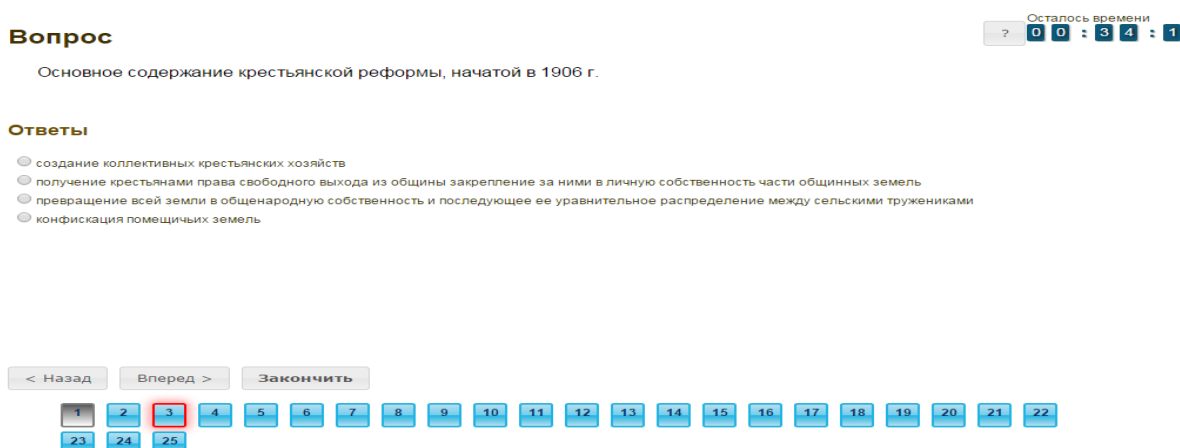 Осталось времени
Вопрос
? 0 0 : 3 4 : 1
Основное содержание крестьянской реформы, начатой в 1906 г.
Ответы
создание коллективных крестьянских хозяйств
получение крестьянами права свободного выхода из общины закрепление за ними в личную собственность части общинных земель
превращение всей земли в общенародную собственность и последующее ее уравнительное распределение между сельскими тружениками
конфискация помещичьих земель
< Назад Вперед > Закончить
1 2 3 4 5 6 7 8 9 10 11 12 13 14 15 16 17 18 19 20 21 22
23 24 25